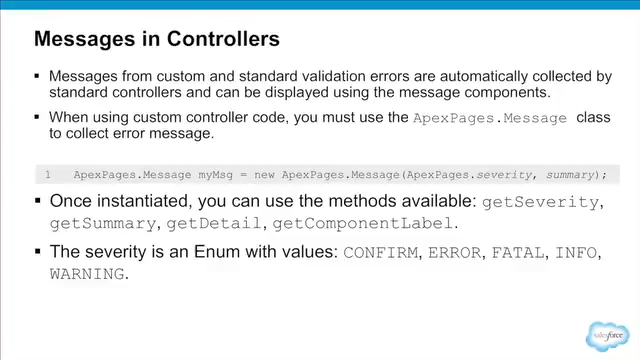 Messages in Controllers
▪ Messages from custom and standard validation errors are automatically collected by
standard controllers and can be displayed using the message components.
▪ When using custom controller code, you must use the ApexPages.Message class
to collect error message.
1 ApexPages.Message myMsg = new ApexPages.Message(ApexPages.severity, summary);
▪ Once instantiated, you can use the methods available: getSeverity,
getSummary, getDetail, getComponentLabel.
▪ The severity is an Enum with values: CONFIRM, ERROR, FATAL, INFO,
WARNING.
salesforce